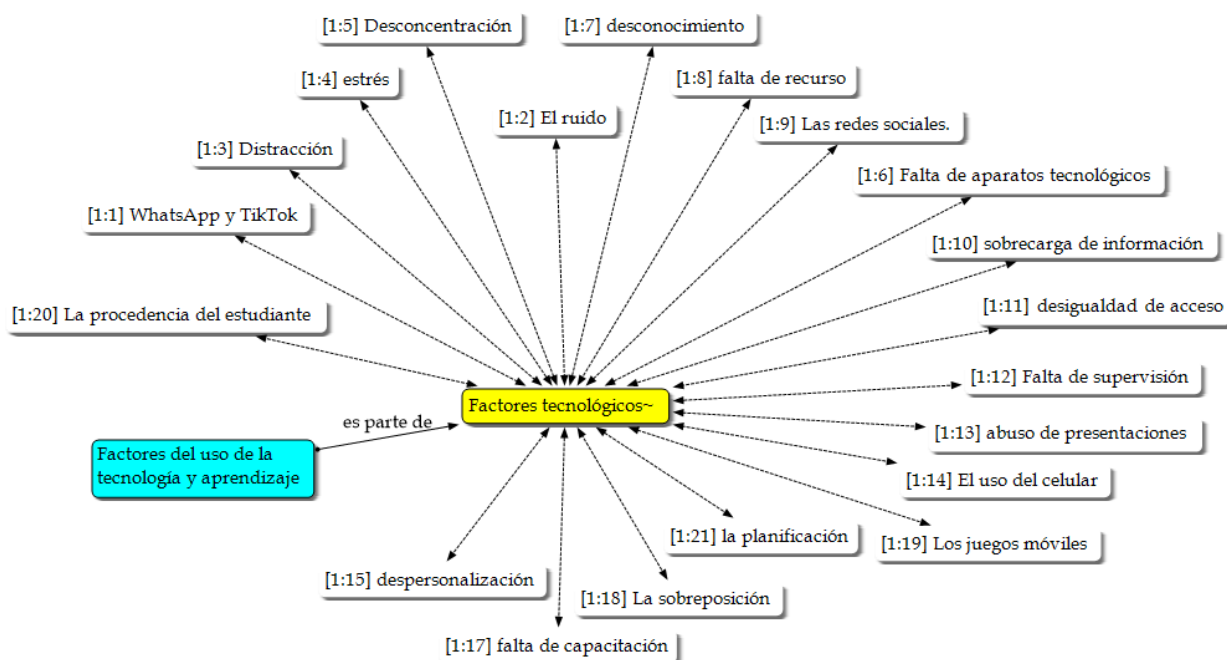 [1:5] Desconcentración
[1:7] desconocimiento
[1:4] estrés
[1:8] falta de recurso
[1:2] El ruido
[1:9] Las redes sociales.
[1:3] Distracción
[1:6] Falta de aparatos tecnológicos
[1:1] WhatsApp y TikTok
[1:10] sobrecarga de información
[1:11] desigualdad de acceso
[1:20] La procedencia del estudiante
[1:12] Falta de supervisión
Factores tecnológicos~
es parte de
[1:13] abuso de presentaciones
Factores del uso de la
tecnología y aprendizaje
[1:14] El uso del celular
[1:21] la planificación
[1:19] Los juegos móviles
[1:15] despersonalización
[1:18] La sobreposición
[1:17] falta de capacitación